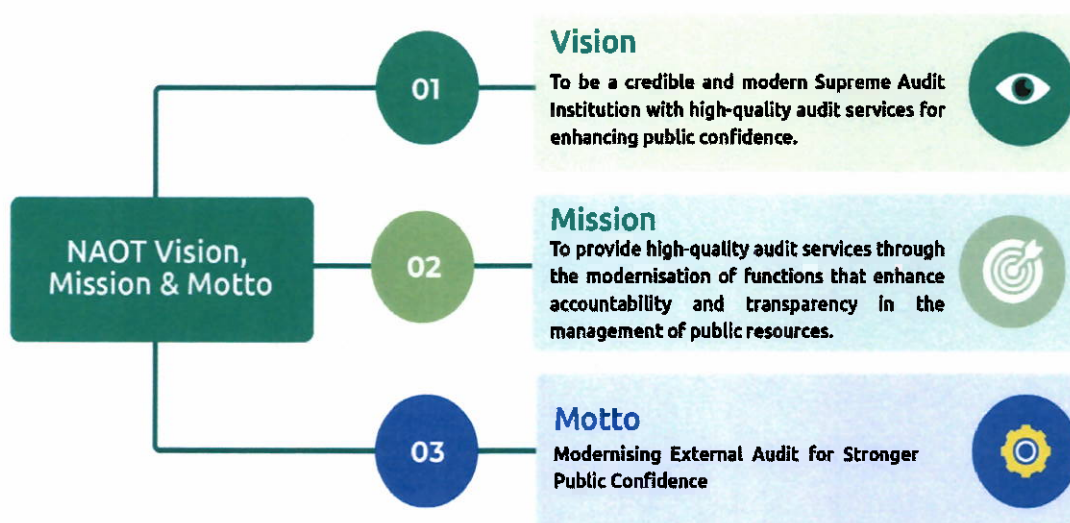 NAOT Vision,
Mission & Motto
01
Vision
To be a credible and modern Supreme Audit
Institution with high-quality audit services for
enhancing public confidence.
02
Mission
To provide high-quality audit services through
the modernisation of functions that enhance
accountability and transparency in the
management of public resources.
03
Motto
Modernising External Audit for Stronger
Public Confidence